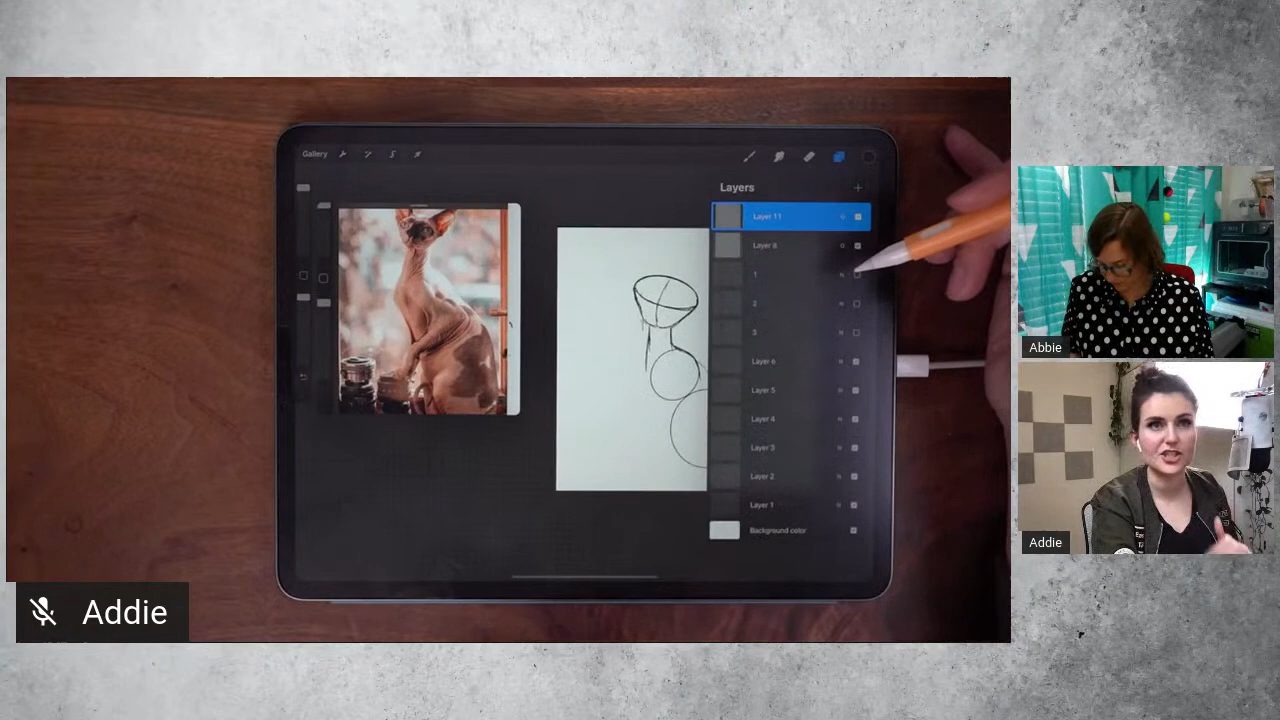 Gallery
Layers
Layer 11
Layer 8
1 N
2 N
3 N
Layer 6 N
Layer 5 N
Layer 4 N
Layer 3 N
Layer 2 N
Layer 1 N
Background color
Abbie
Addie
Addie